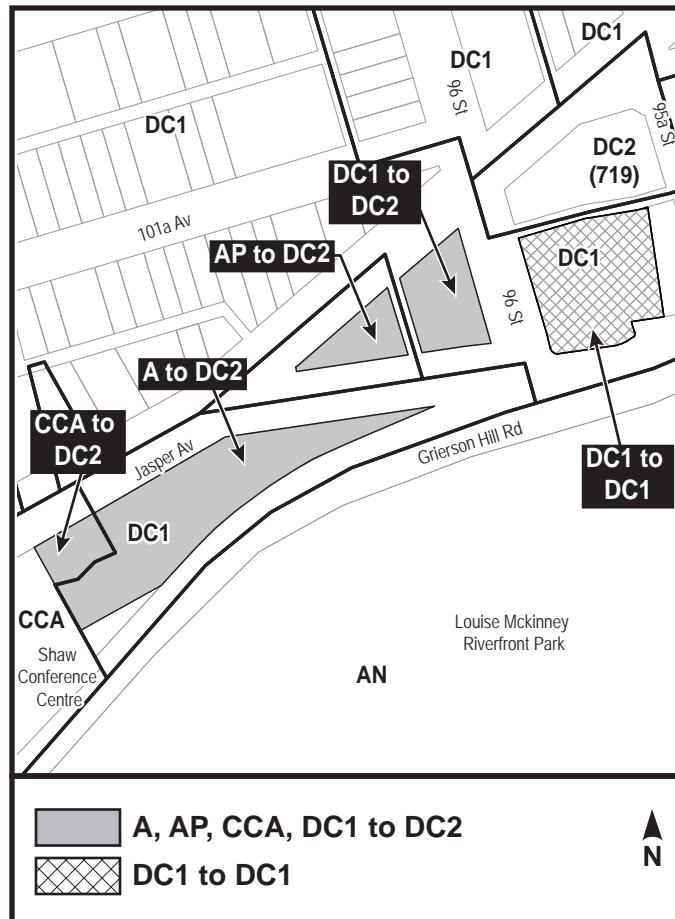 DC1
DC1
96 St
95a St
DC1
DC2
(719)
DC1 to
DC2
101a Av
AP to DC2
DC1
96 St
A to DC2
CCA to
DC2
Jasper Av
Grierson Hill Rd
DC1 to
DC1
DC1
CCA
Shaw
Conference
Centre
Louise Mckinney
Riverfront Park
AN
A, AP, CCA, DC1 to DC2
DC1 to DC1
N